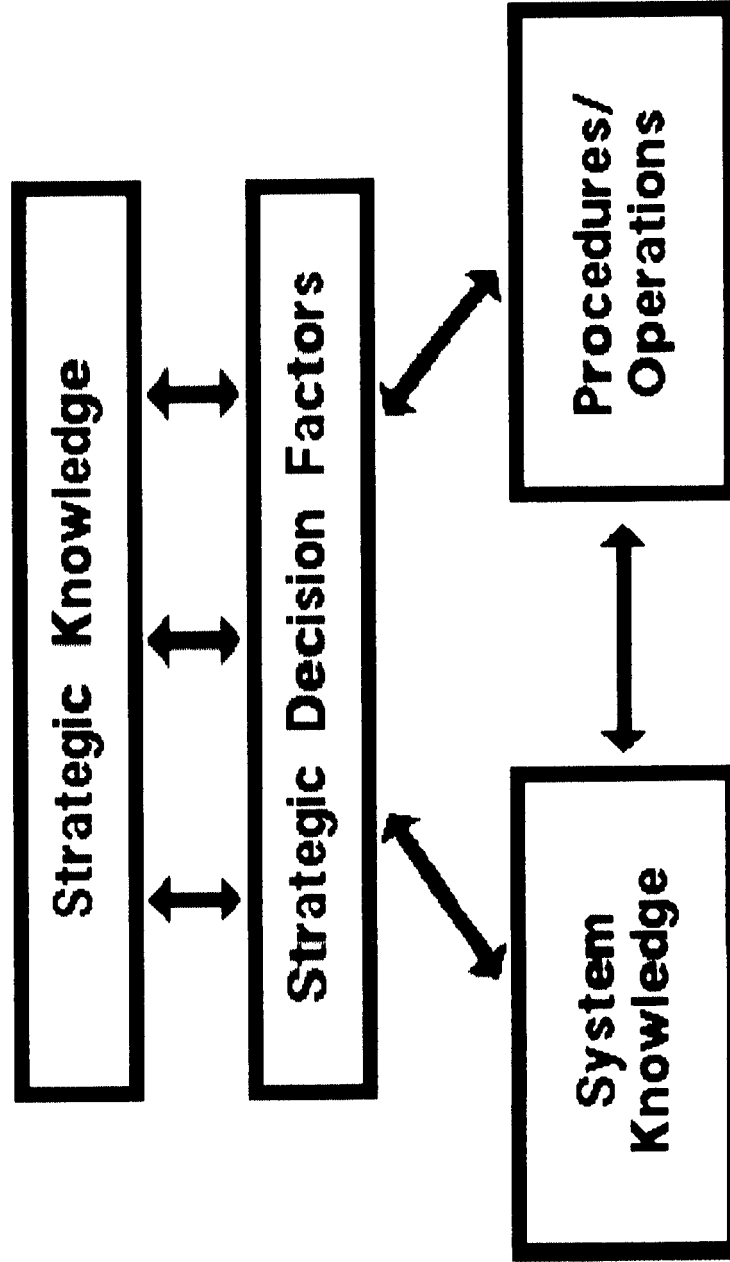 Strategic Knowledge
Strategic Decision Factors
System
Knowledge
Procedures/
Operations